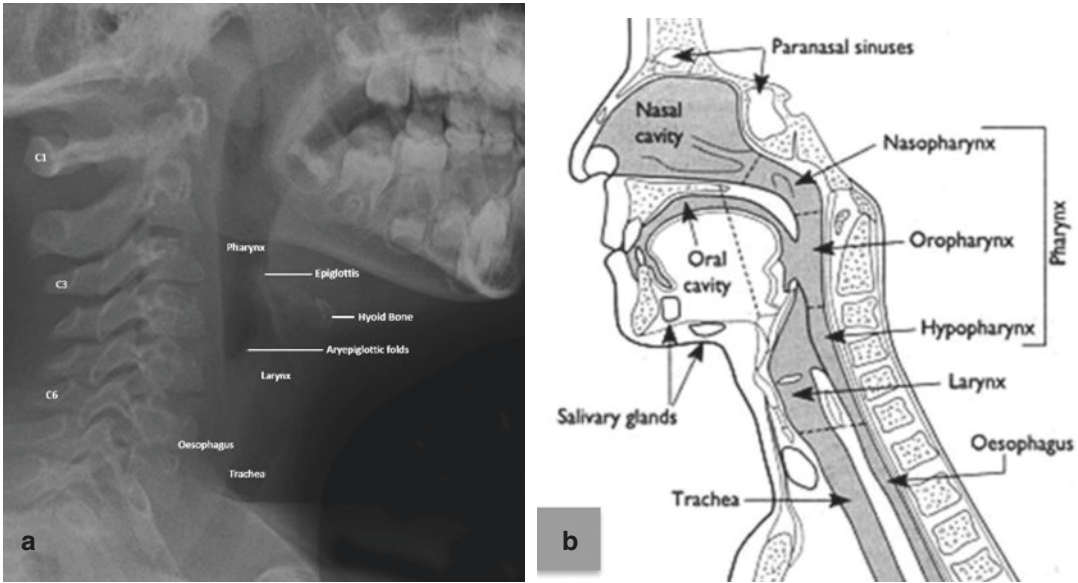 C1
Pharynx
Epiglottis
C3
Hyoid Bone
Aryepiglottic folds
Larynx
C6
Oesophagus
Trachea
a
Paranasal sinuses
Nasal
cavity
Nasopharynx
Pharynx
Oropharynx
Oral
cavity
Hypopharynx
Larynx
Salivary glands
Oesophagus
Trachea
b